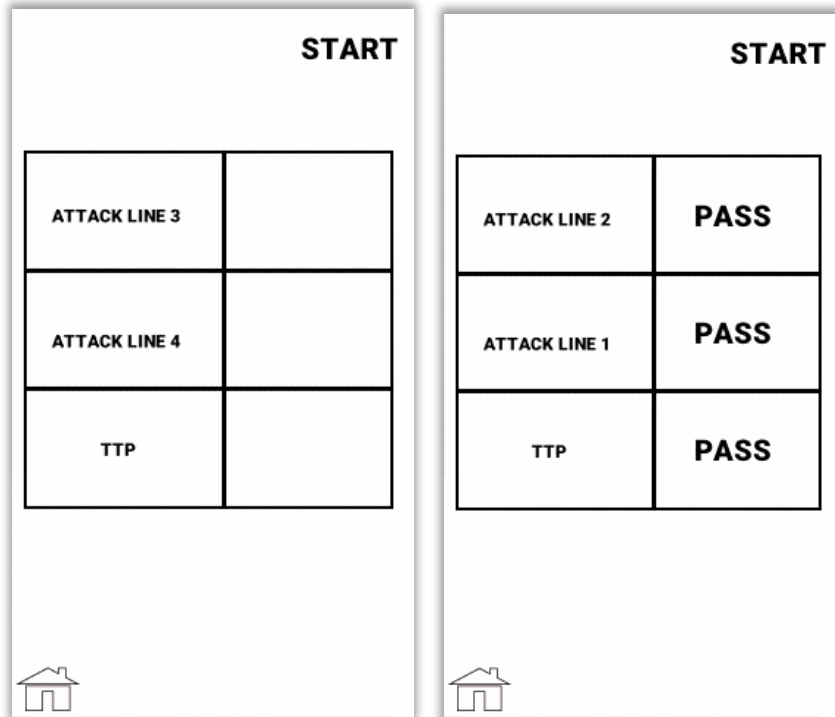 START
ATTACK LINE 3
ATTACK LINE 4
TTP
START
ATTACK LINE 2 PASS
ATTACK LINE 1 PASS
TTP PASS